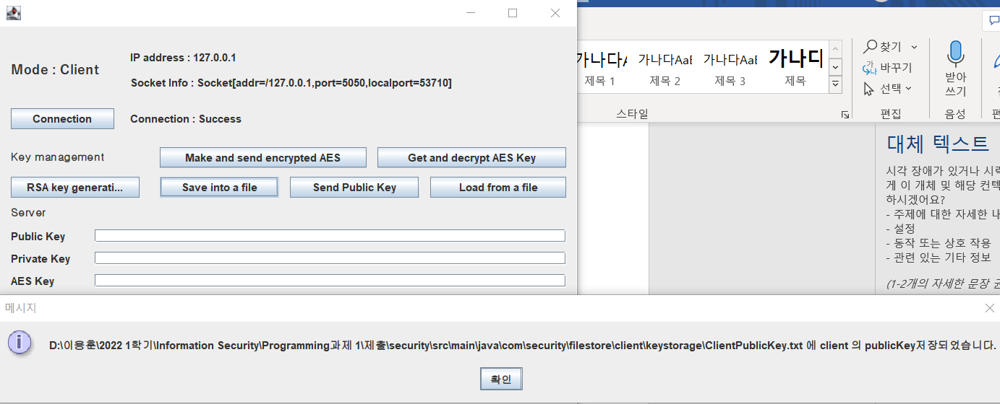 IP address : 127.0.0.1
Mode : Client
Socket Info : Socket[addr=/127.0.0.1,port=5050,localport=53710]
Connection
Connection : Success
Key management
Make and send encrypted AES
Get and decrypt AES Key
RSA key generati...
Save into a file
Send Public Key
Load from a file
Server
Public Key
Private Key
AES Key
가나다
가나다AaB
가나다AaB
가나다
제목 1
제목 2
제목 3
제목
스타일
찾기
바꾸기
선택
편집
받아
쓰기
음성
대체 텍스트
시각 장애가 있거나 시력
게 이 개체 및 해당 컨텍
하시겠어요?
- 주제에 대한 자세한 내
- 설정
- 동작 또는 상호 작용
- 관련 있는 기타 정보
(1-2개의 자세한 문장 권
메시지
D:\이용훈\2022 1학기\Information Security\Programming과제 1\제출\security\src\main\java\com\security\filestore\client\keystorage\ClientPublicKey.txt 에 client 의 publicKey저장되었습니다.
확인